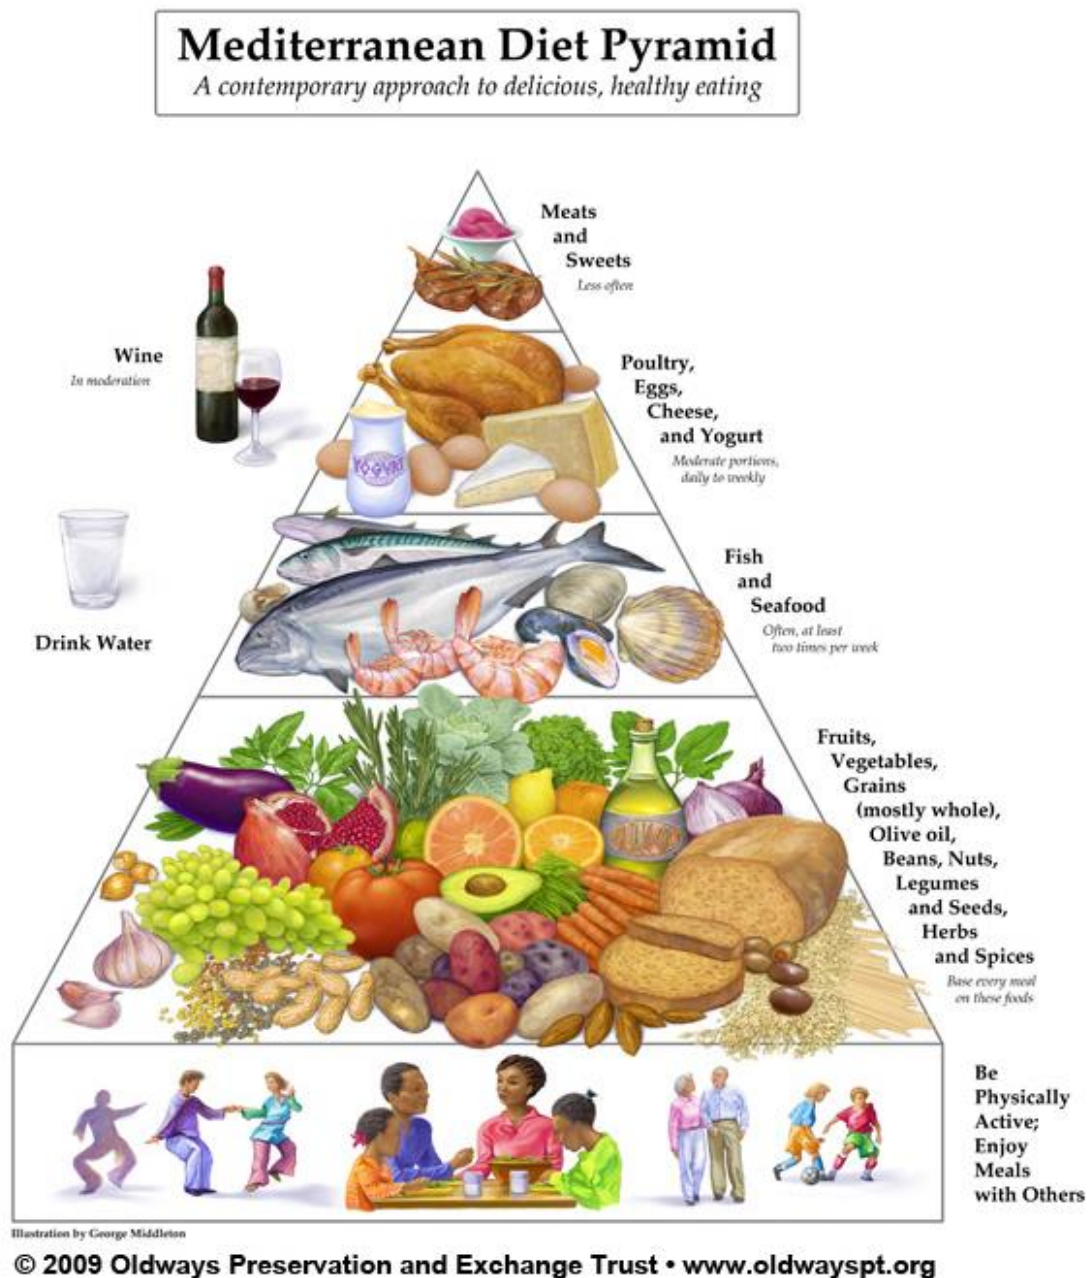 Mediterranean Diet Pyramid
A contemporary approach to delicious, healthy eating
Meats
and
Sweets
Less often
Wine
In moderation
Poultry,
Eggs,
Cheese,
and Yogurt
Moderate portions,
daily to weekly
YOGURT
Drink Water
Fish
and
Seafood
Often, at least
two times per week
Fruits,
Vegetables,
Grains
(mostly whole),
Olive oil,
Beans, Nuts,
Legumes
and Seeds,
Herbs
and Spices
Base every meal
on these foods
Be
Physically
Active;
Enjoy
Meals
with Others
Illustration by George Middleton
© 2009 Oldways Preservation and Exchange Trust • www.oldwayspt.org